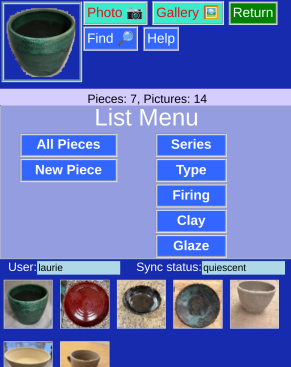 Photo 📷 Gallery 🖼️ Return
Find 🔎 Help
Pieces: 7, Pictures: 14
List Menu
All Pieces Series
New Piece Type
Firing
Clay
Glaze
User: laurie Sync status: quiescent